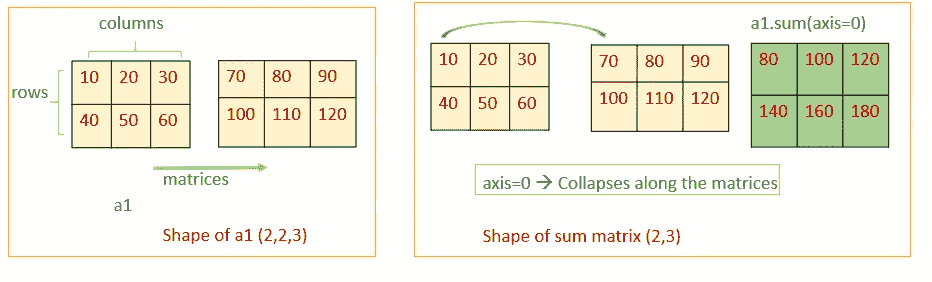 columns
rows
10 20 30
40 50 60
70 80 90
100 110 120
matrices
a1
Shape of a1 (2,2,3)
a1.sum(axis=0)
10 20 30
40 50 60
70 80 90
100 110 120
80 100 120
140 160 180
axis=0 → Collapses along the matrices
Shape of sum matrix (2,3)